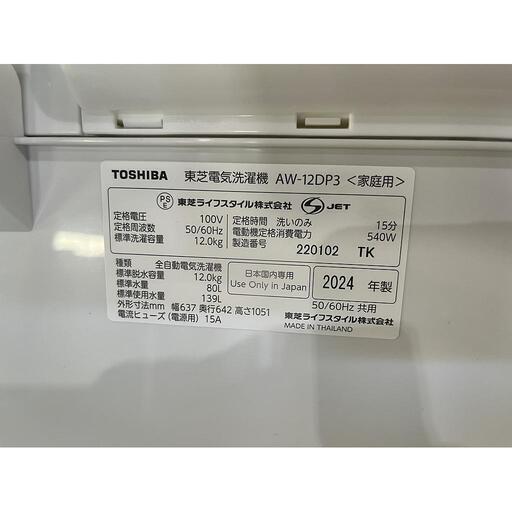 TOSHIBA 東芝電気洗濯機 AW-12DP3 <家庭用>
PSE 東芝ライフスタイル株式会社 S JET
定格電圧 100V
定格周波数 50/60Hz
標準洗濯容量 12.0kg
定格時間 洗いのみ 15分
電動機定格消費電力 540W
製造番号 220102 TK
種類 全自動電気洗濯機
標準脱水容量 12.0kg
標準水量 80L
標準使用水量 139L
外形寸法mm 幅637 奥行642 高さ1051
電流ヒューズ(電源用) 15A
日本国内専用
Use Only in Japan
2024 年製
50/60Hz 共用
東芝ライフスタイル株式会社
MADE IN THAILAND